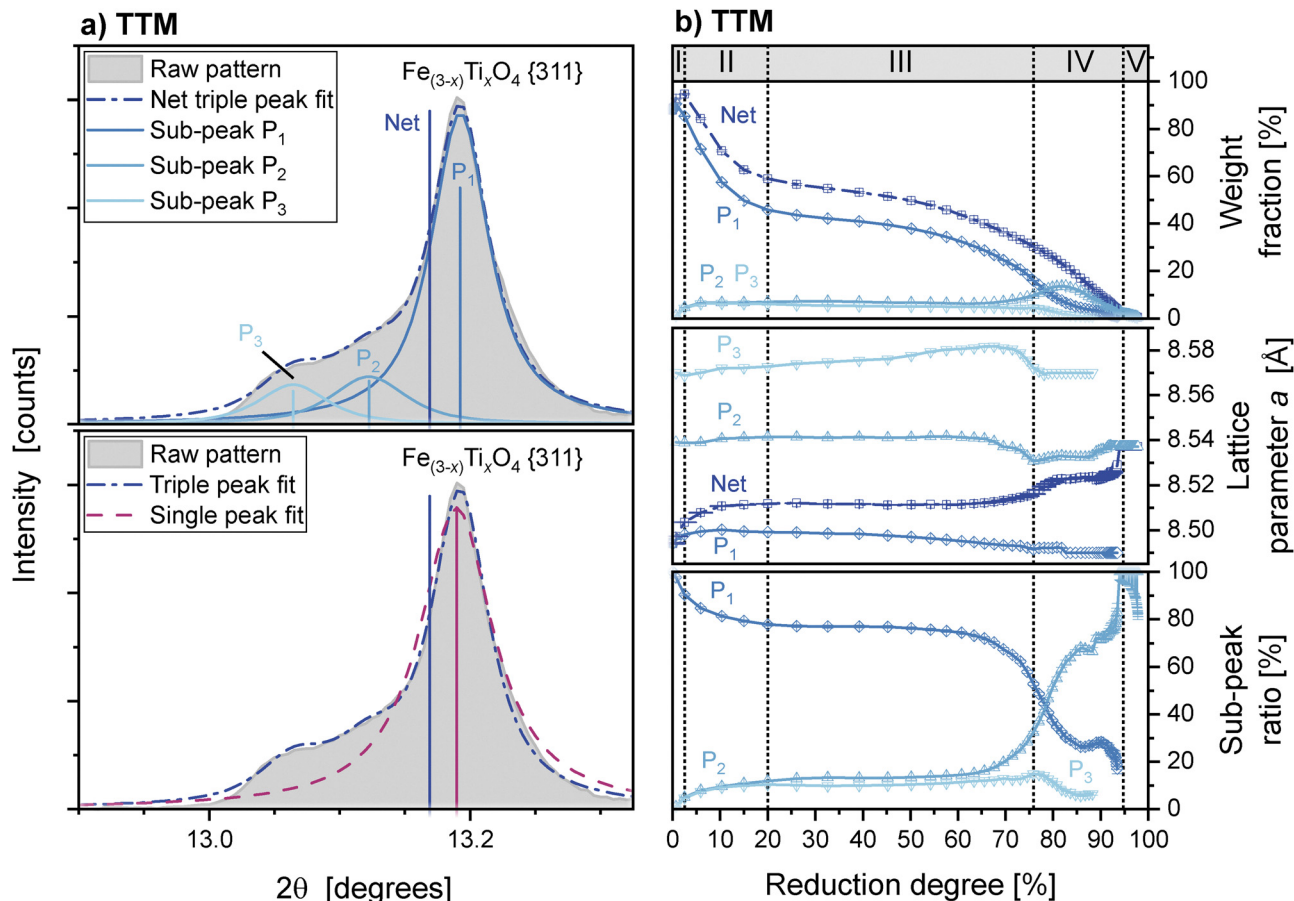 a) TTM
Raw pattern
Net triple peak fit
Sub-peak P₁
Sub-peak P₂
Sub-peak P₃
Fe₍₃₋ₓ₎TiₓO₄ {311}
Net
P₁
P₃
P₂
Raw pattern
Triple peak fit
Single peak fit
Fe₍₃₋ₓ₎TiₓO₄ {311}
Intensity [counts]
13.0 13.2
2θ [degrees]
b) TTM
I II III IV V
Net
P₁
P₂ P₃
100
80
60
40
20
0
Weight
fraction [%]
P₃
P₂
Net
P₁
8.58
8.56
8.54
8.52
8.50
Lattice
parameter a [Å]
P₁
P₂
P₃
100
80
60
40
20
0
Sub-peak
ratio [%]
0 10 20 30 40 50 60 70 80 90 100
Reduction degree [%]